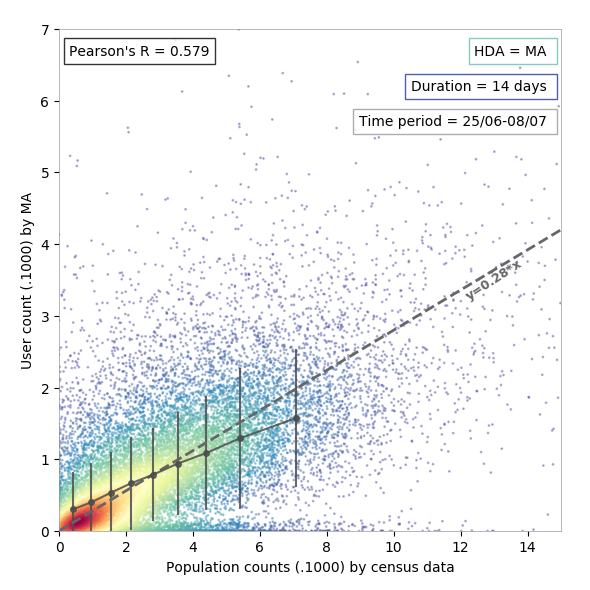 7
Pearson's R = 0.579
HDA = MA
Duration = 14 days
6
Time period = 25/06-08/07
5
4
y=0.28*x
3
2
1
0
User count (.1000) by MA
0 2 4 6 8 10 12 14
Population counts (.1000) by census data